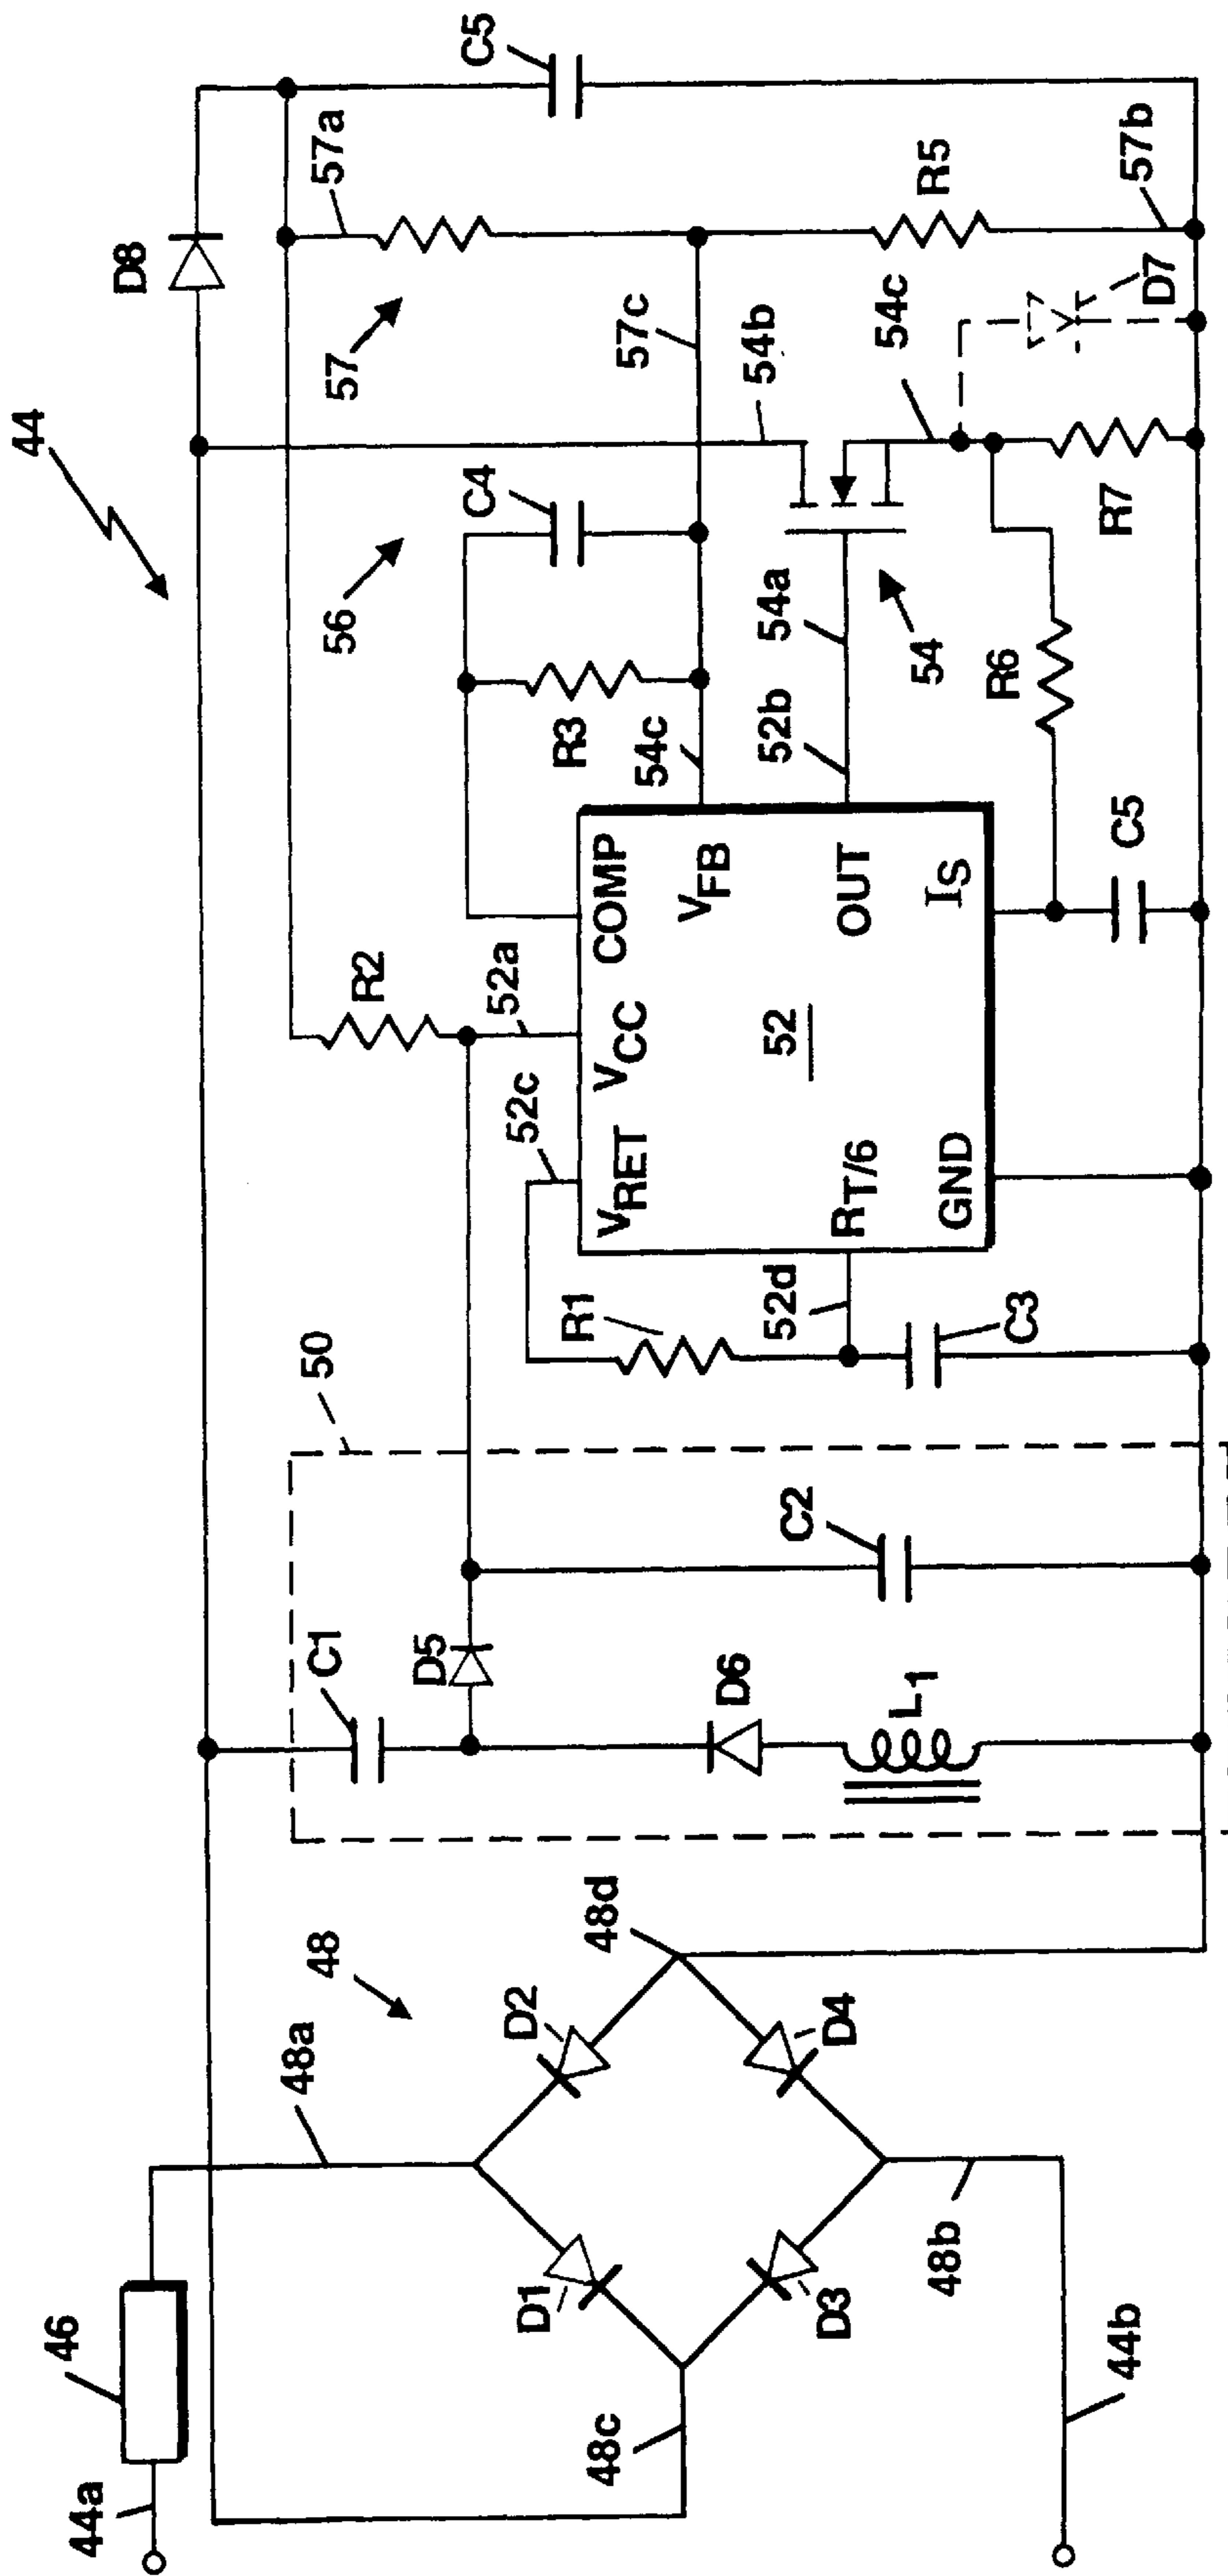 44
44a
46
48a
48
48c
48d
D1
D2
D3
D4
48b
44b
50
C1
D5
D6
L1
C2
R2
52c
52a
R1
52d
C3
VRET
VCC
COMP
VFB
RT/6
52
OUT
GND
IS
C5
R3
C4
56
54c
52b
54a
54
R6
R7
54b
54c
D7
D8
57
57a
57c
R5
57b
C5